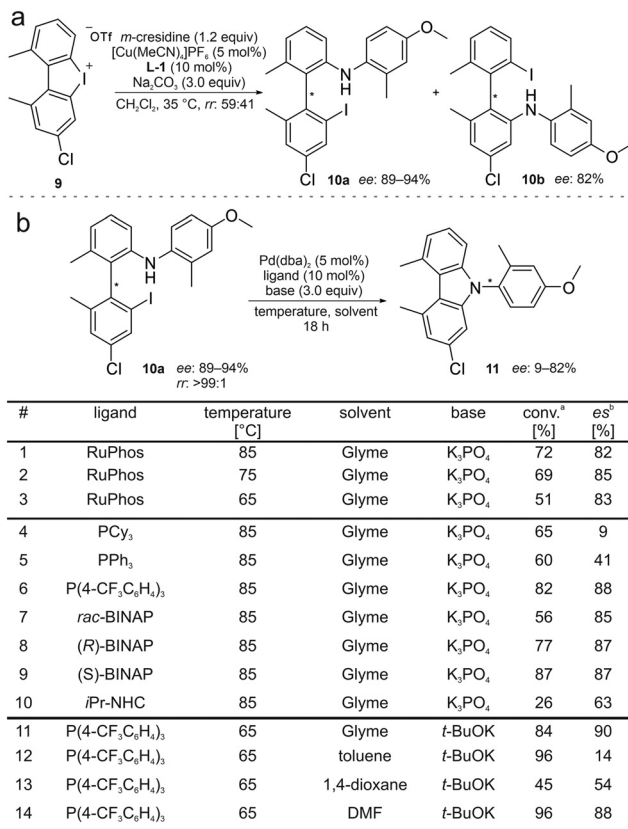 a
⁻OTf
I⁺
Cl
9
m-cresidine (1.2 equiv)
[Cu(MeCN)₄]PF₆ (5 mol%)
L-1 (10 mol%)
Na₂CO₃ (3.0 equiv)
CH₂Cl₂, 35 °C, rr: 59:41
O
N
H
*
I
Cl
10a ee: 89–94%
+
I
*
N
H
O
Cl
10b ee: 82%
b
O
N
H
*
I
Cl
10a ee: 89–94%
rr: >99:1
Pd(dba)₂ (5 mol%)
ligand (10 mol%)
base (3.0 equiv)
temperature, solvent
18 h
N
*
O
Cl
11 ee: 9–82%
# ligand temperature solvent base conv.ᵃ esᵇ
[°C] [%] [%]
1 RuPhos 85 Glyme K₃PO₄ 72 82
2 RuPhos 75 Glyme K₃PO₄ 69 85
3 RuPhos 65 Glyme K₃PO₄ 51 83
4 PCy₃ 85 Glyme K₃PO₄ 65 9
5 PPh₃ 85 Glyme K₃PO₄ 60 41
6 P(4-CF₃C₆H₄)₃ 85 Glyme K₃PO₄ 82 88
7 rac-BINAP 85 Glyme K₃PO₄ 56 85
8 (R)-BINAP 85 Glyme K₃PO₄ 77 87
9 (S)-BINAP 85 Glyme K₃PO₄ 87 87
10 iPr-NHC 85 Glyme K₃PO₄ 26 63
11 P(4-CF₃C₆H₄)₃ 65 Glyme t-BuOK 84 90
12 P(4-CF₃C₆H₄)₃ 65 toluene t-BuOK 96 14
13 P(4-CF₃C₆H₄)₃ 65 1,4-dioxane t-BuOK 45 54
14 P(4-CF₃C₆H₄)₃ 65 DMF t-BuOK 96 88